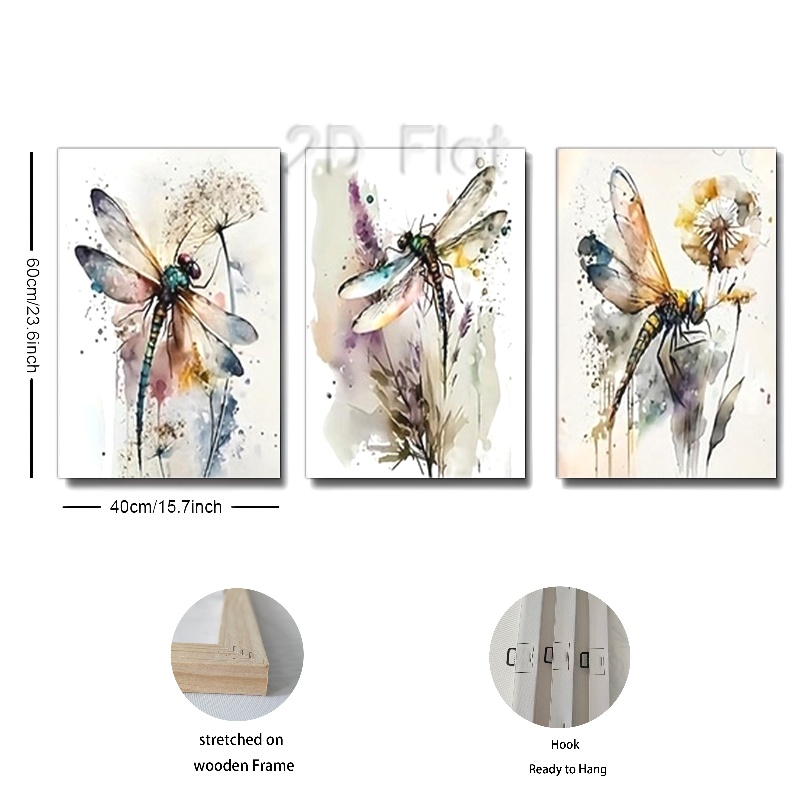 2D Flat
60cm/23.6inch
40cm/15.7inch
stretched on
wooden Frame
Hook
Ready to Hang